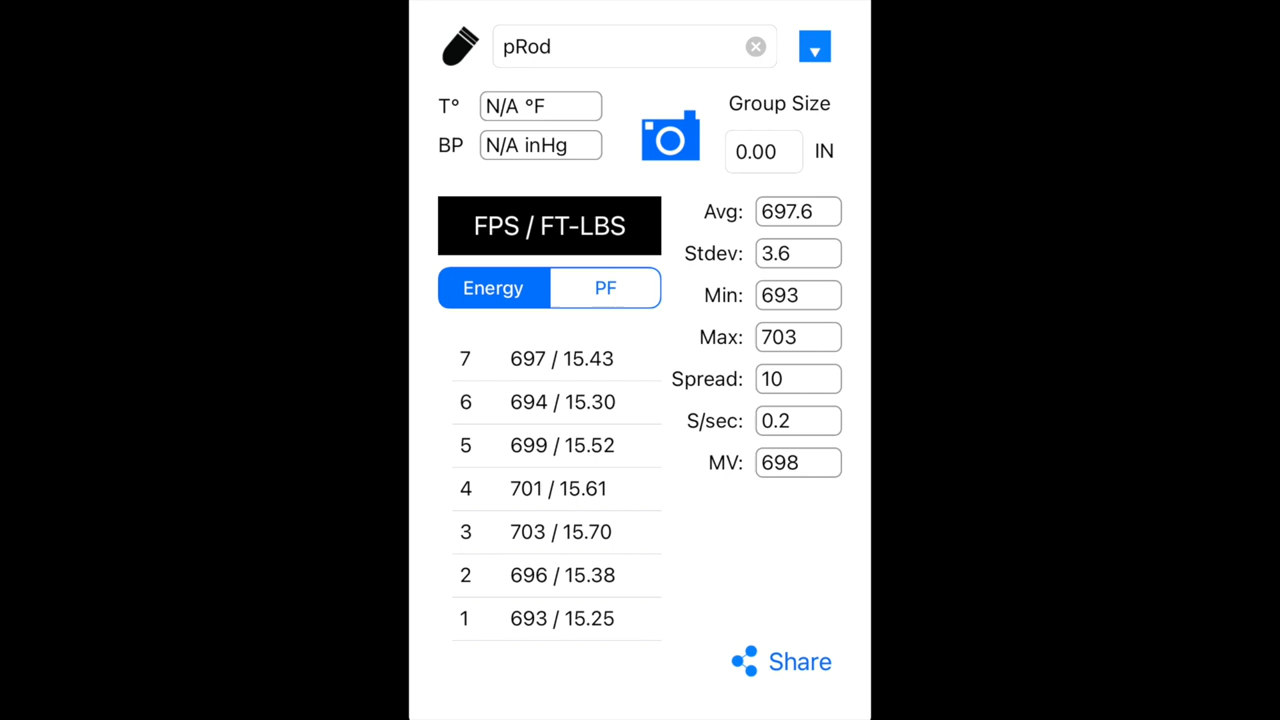 pRod
T° N/A °F
BP N/A inHg
Group Size
0.00 IN
FPS / FT-LBS
Energy PF
7 697 / 15.43
6 694 / 15.30
5 699 / 15.52
4 701 / 15.61
3 703 / 15.70
2 696 / 15.38
1 693 / 15.25
Avg: 697.6
Stdev: 3.6
Min: 693
Max: 703
Spread: 10
S/sec: 0.2
MV: 698
Share